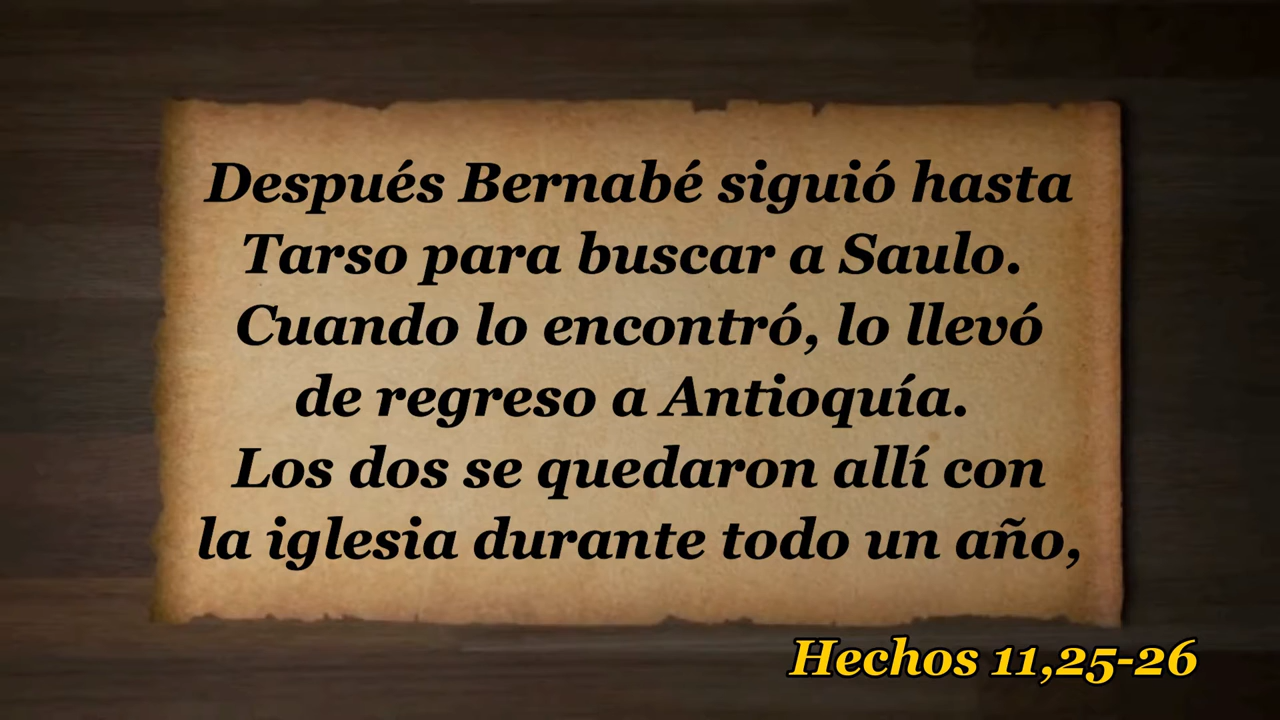 Después Bernabé siguió hasta
Tarso para buscar a Saulo.
Cuando lo encontró, lo llevó
de regreso a Antioquía.
Los dos se quedaron allí con
la iglesia durante todo un año,
Hechos 11,25-26